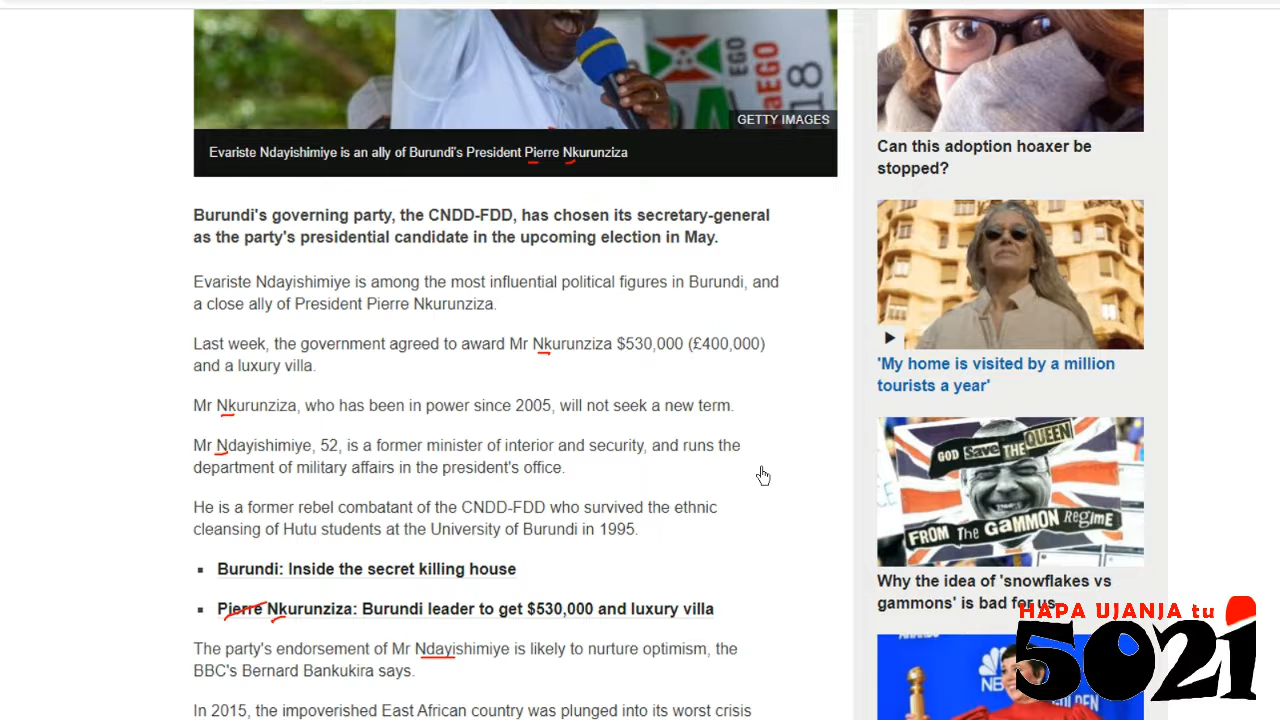 EGO
aEGO
18
GETTY IMAGES
Evariste Ndayishimiye is an ally of Burundi's President Pierre Nkurunziza
Burundi's governing party, the CNDD-FDD, has chosen its secretary-general
as the party's presidential candidate in the upcoming election in May.
Evariste Ndayishimiye is among the most influential political figures in Burundi, and
a close ally of President Pierre Nkurunziza.
Last week, the government agreed to award Mr Nkurunziza $530,000 (£400,000)
and a luxury villa.
Mr Nkurunziza, who has been in power since 2005, will not seek a new term.
Mr Ndayishimiye, 52, is a former minister of interior and security, and runs the
department of military affairs in the president's office.
He is a former rebel combatant of the CNDD-FDD who survived the ethnic
cleansing of Hutu students at the University of Burundi in 1995.
Burundi: Inside the secret killing house
Pierre Nkurunziza: Burundi leader to get $530,000 and luxury villa
The party's endorsement of Mr Ndayishimiye is likely to nurture optimism, the
BBC's Bernard Bankukira says.
In 2015, the impoverished East African country was plunged into its worst crisis
Can this adoption hoaxer be
stopped?
'My home is visited by a million
tourists a year'
GOD Save THE QUEEN
FROM The GaMMON RegimE
Why the idea of 'snowflakes vs
gammons' is bad for us
HAPA UJANJA tu
5021
NB
LDEN